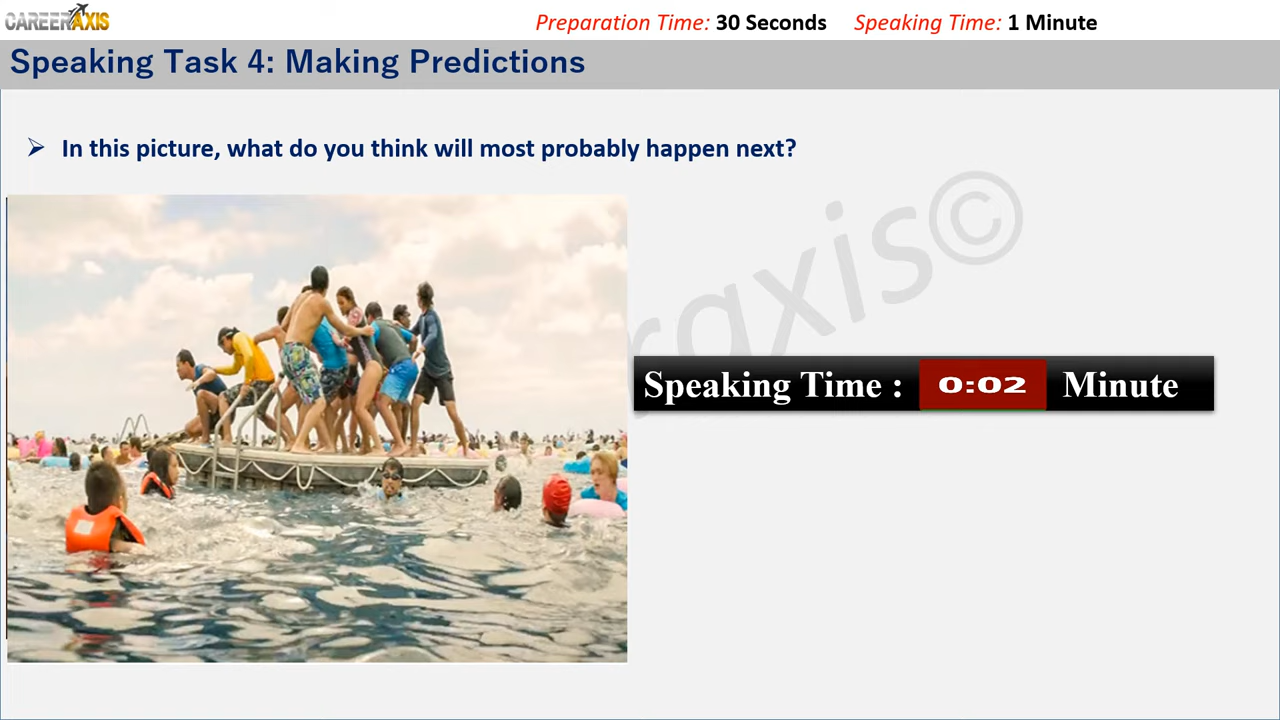 CAREERAXIS
Preparation Time: 30 Seconds Speaking Time: 1 Minute
Speaking Task 4: Making Predictions
In this picture, what do you think will most probably happen next?
raxis©
Speaking Time : 0:02 Minute